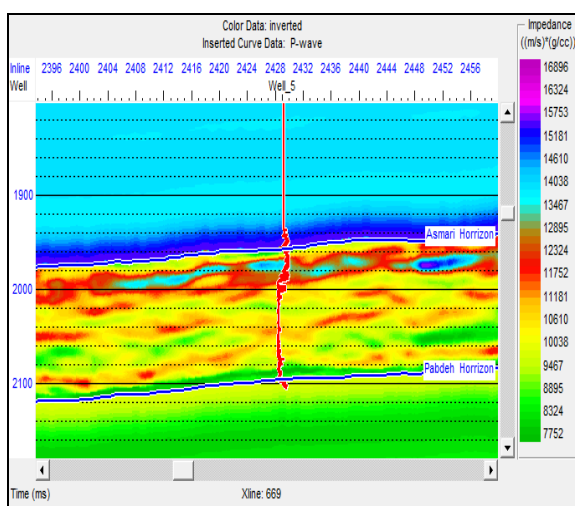 Color Data: inverted
Inserted Curve Data: P-wave
Impedance
((m/s)*(g/cc))
Inline 2396 2400 2404 2408 2412 2416 2420 2424 2428 2432 2436 2440 2444 2448 2452 2456
Well Well_5
1900
2000
2100
Asmari Horrizon
Pabdeh Horrizon
16896
16324
15753
15181
14610
14038
13467
12895
12324
11752
11181
10609
10038
9467
8895
8324
7752
Time (ms) Xline: 669